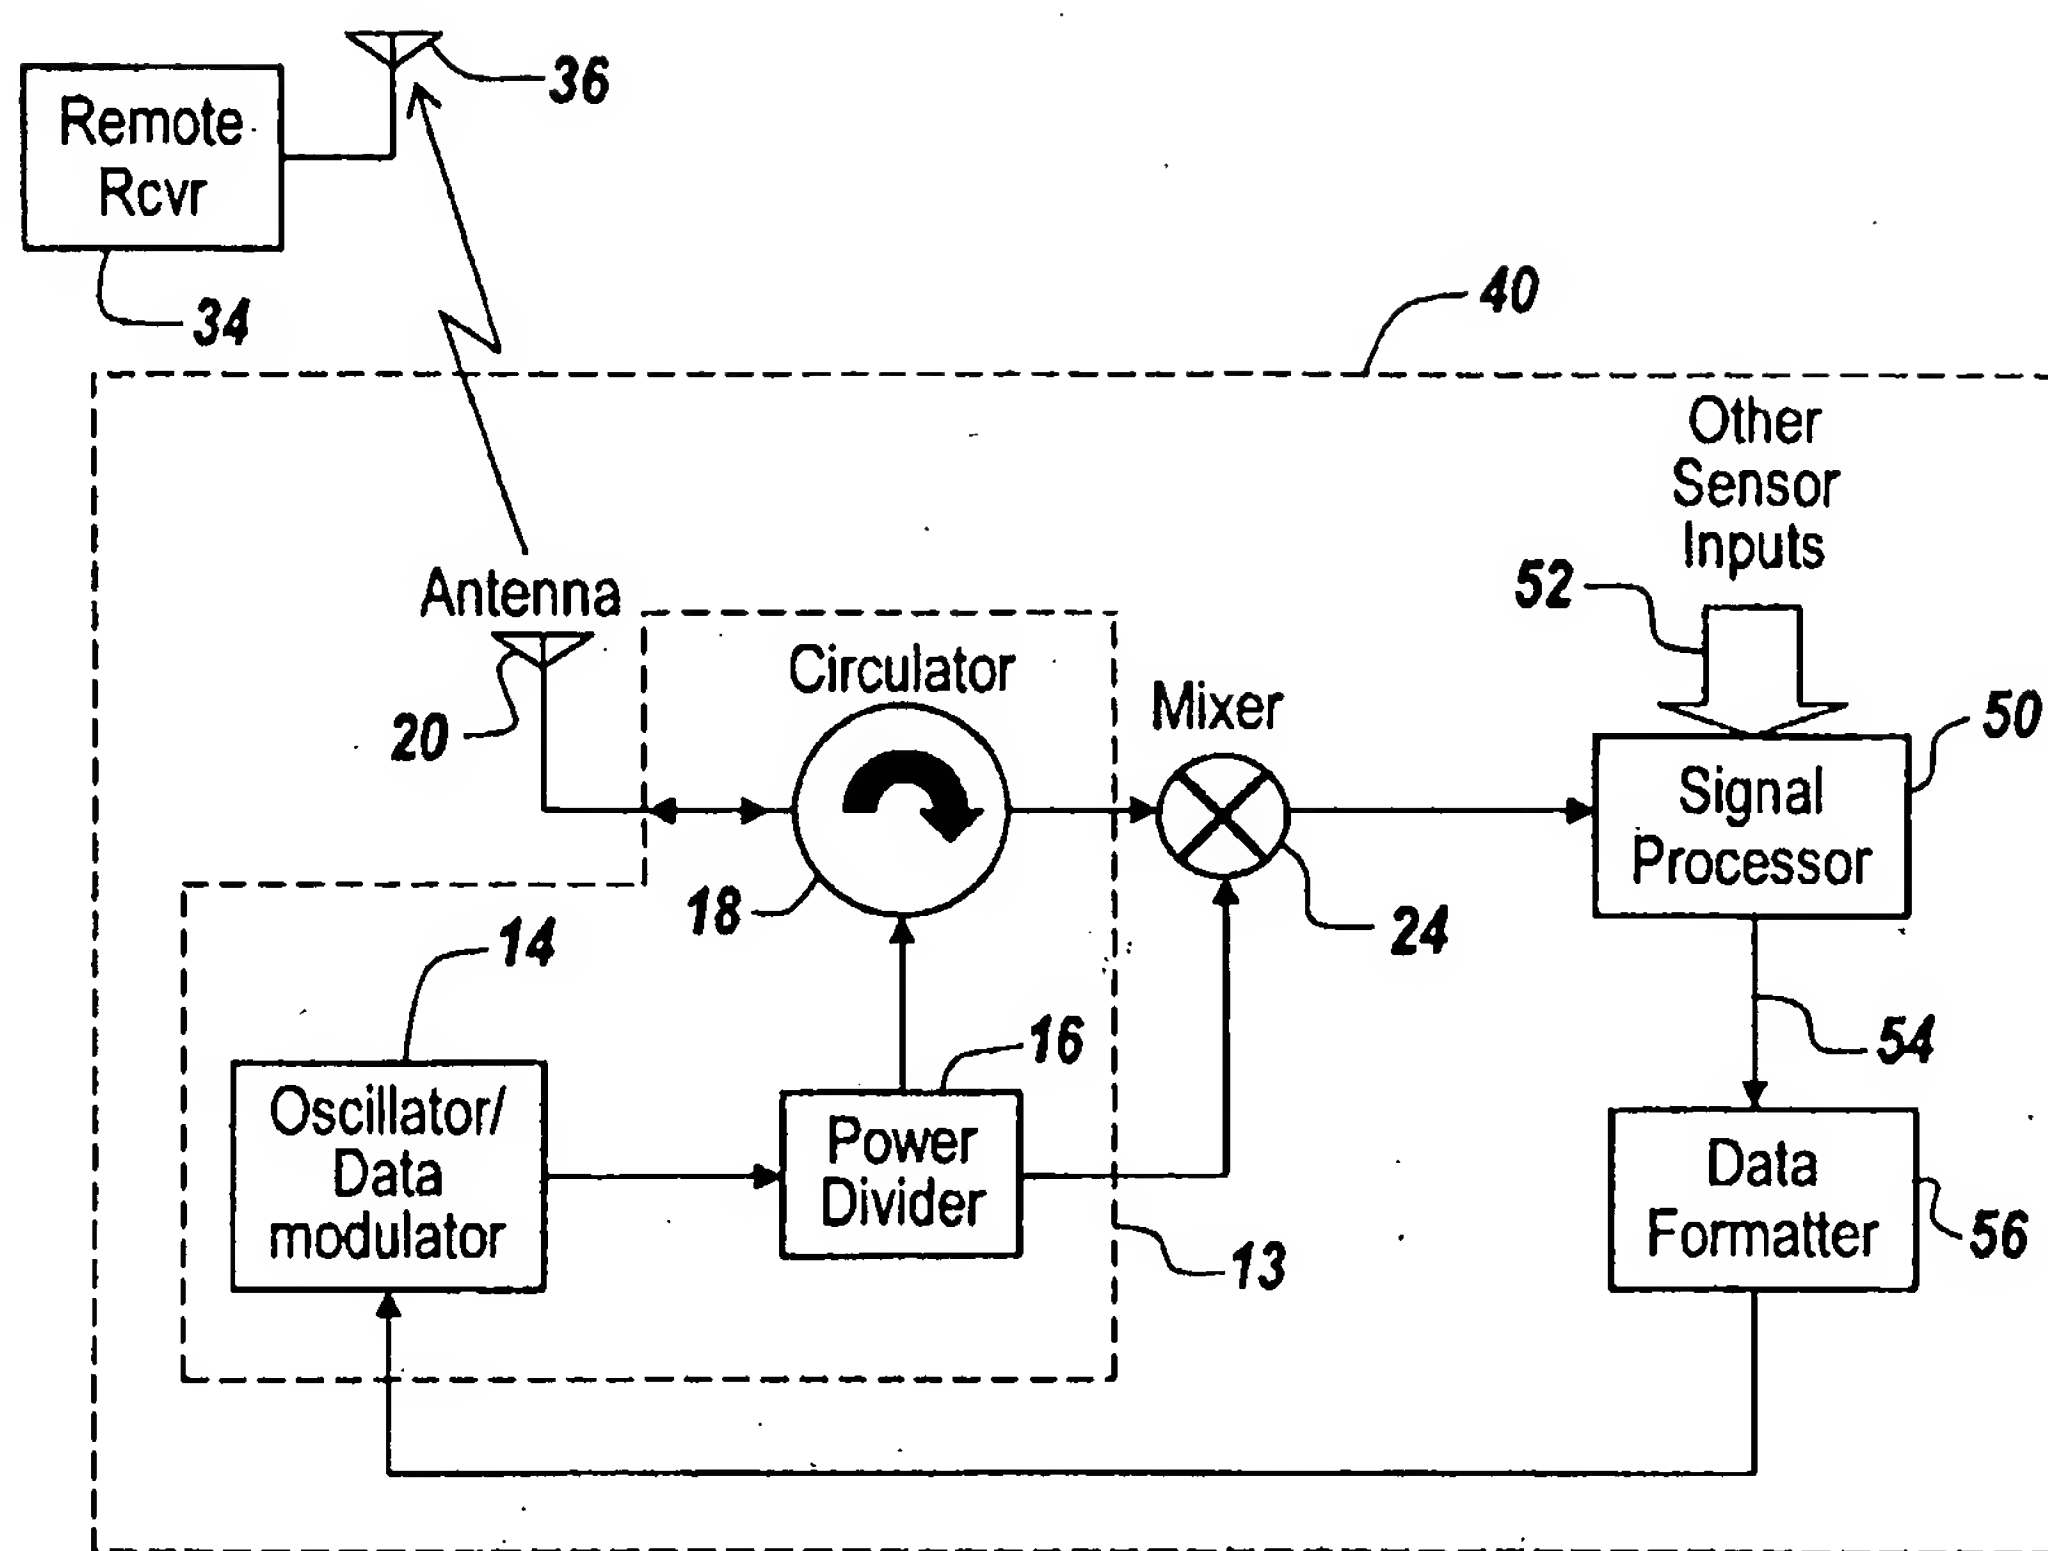 36
Remote
Rcvr
34
40
Other
Sensor
Inputs
52
Antenna
20
Circulator
Mixer
50
Signal
Processor
18
24
14
16
54
Oscillator/
Data
modulator
Power
Divider
Data
Formatter
56
13